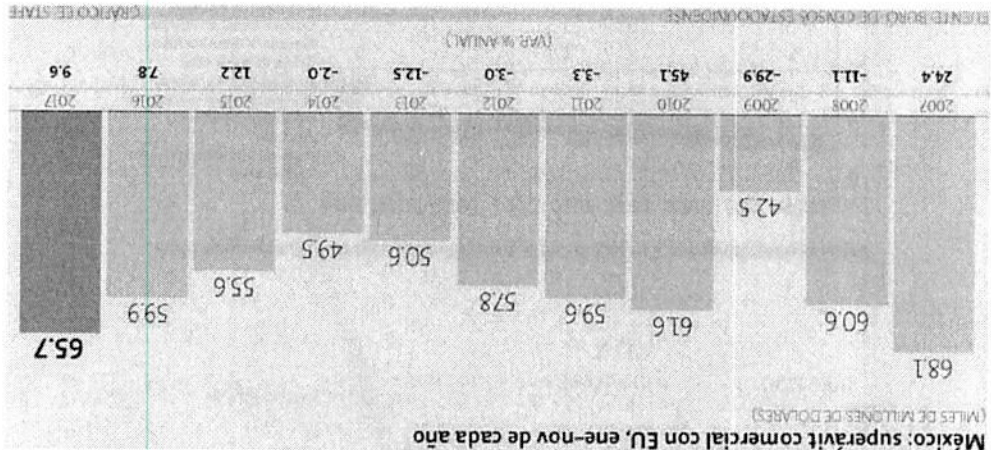 México: superávit comercial con EU, ene-nov de cada año
(MILES DE MILLONES DE DÓLARES)
68.1 60.6 42.5 61.6 59.6 57.8 50.6 49.5 55.6 59.9 65.7
2007 2008 2009 2010 2011 2012 2013 2014 2015 2016 2017
24.4 -11.1 -29.9 45.1 -3.3 -3.0 -12.5 -2.0 12.2 7.8 9.6
(VAR. % ANUAL)
FUENTE: BURÓ DE CENSOS ESTADOUNIDENSE GRÁFICO EE: STAFF